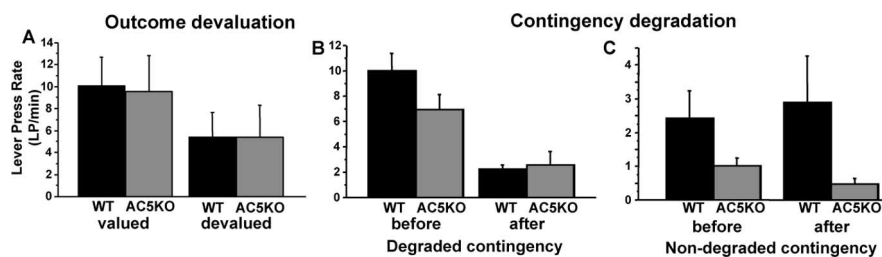 Outcome devaluation
Contingency degradation
A
Lever Press Rate
(LP/min)
14
12
10
8
6
4
2
0
WT AC5KO WT AC5KO
valued devalued
B
12
10
8
6
4
2
0
WT AC5KO WT AC5KO
before after
Degraded contingency
C
4
3
2
1
0
WT AC5KO WT AC5KO
before after
Non-degraded contingency